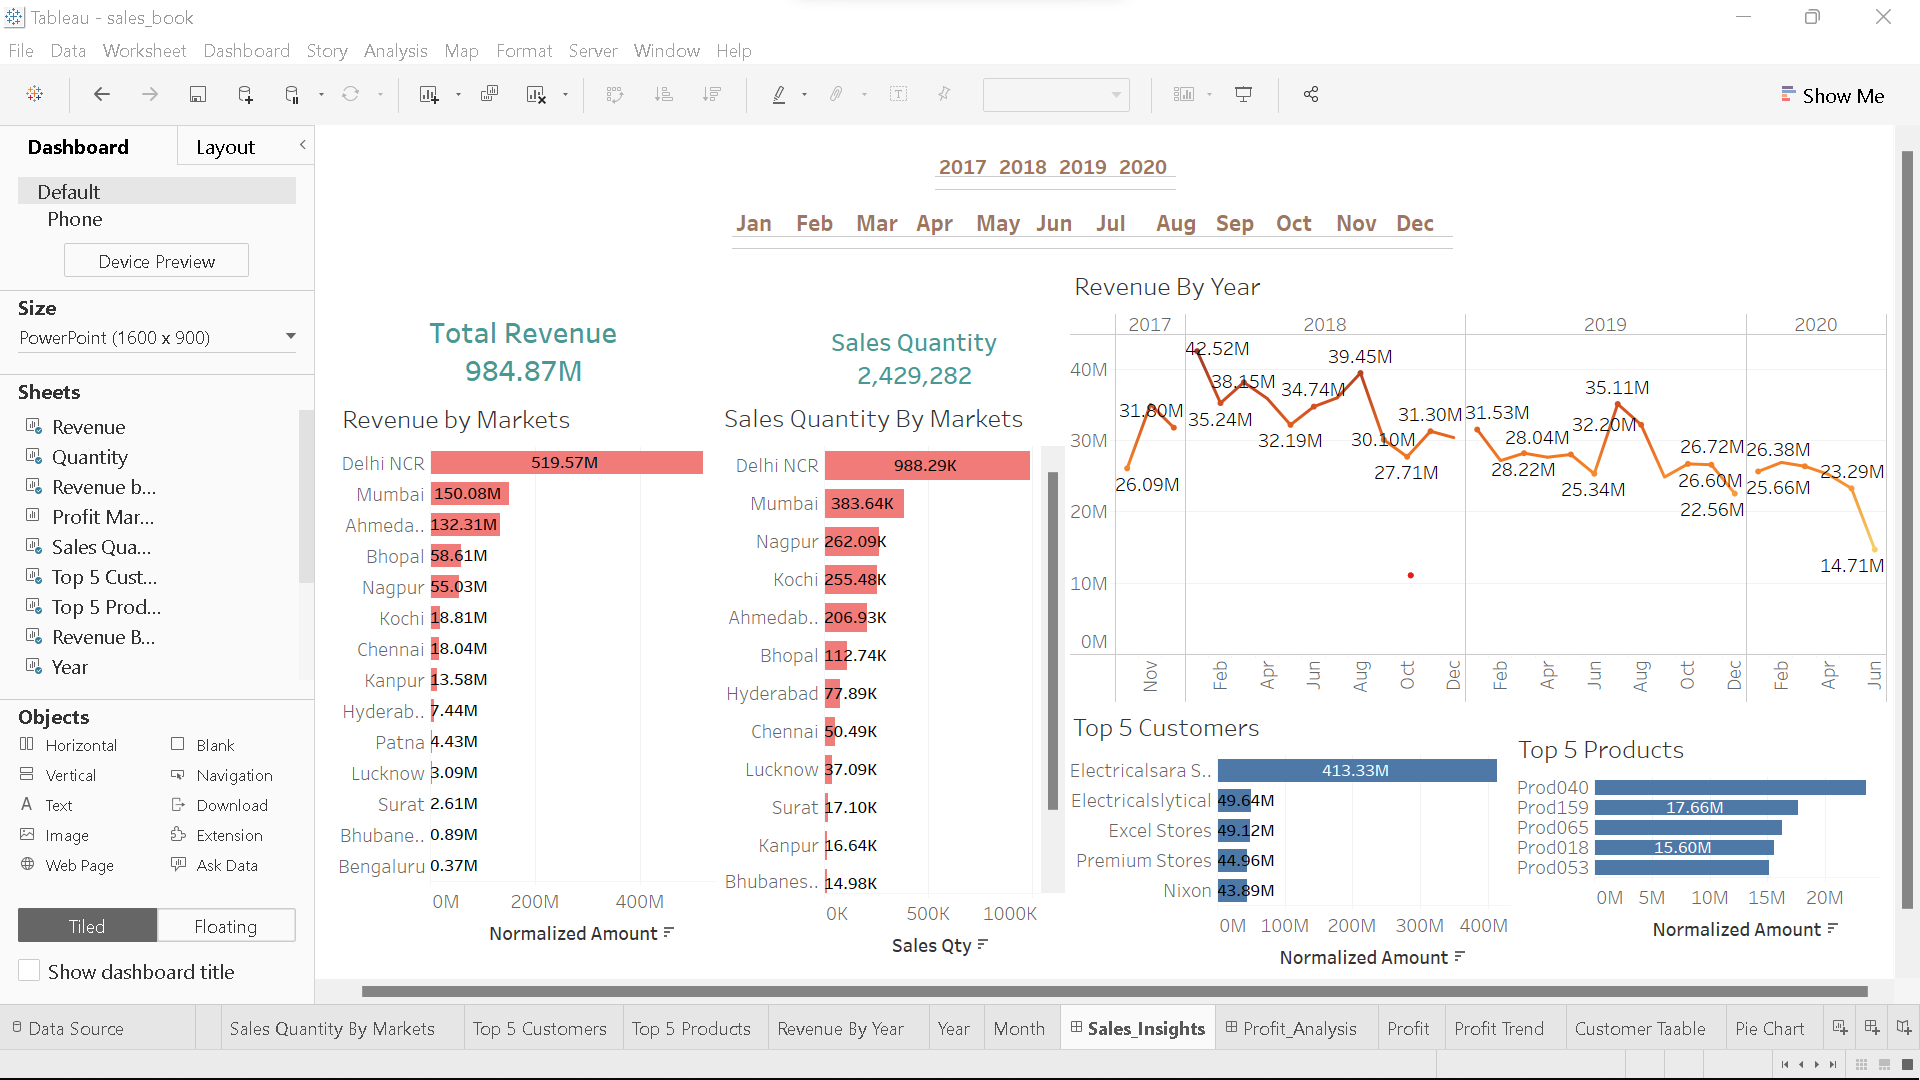 Tableau - sales_book
File Data Worksheet Dashboard Story Analysis Map Format Server Window Help
Show Me
Dashboard Layout
Default
Phone
Device Preview
Size
PowerPoint (1600 x 900)
Sheets
Revenue
Quantity
Revenue b...
Profit Mar...
Sales Qua...
Top 5 Cust...
Top 5 Prod...
Revenue B...
Year
Objects
Horizontal Blank
Vertical Navigation
Text Download
Image Extension
Web Page Ask Data
Tiled Floating
Show dashboard title
2017 2018 2019 2020
Jan Feb Mar Apr May Jun Jul Aug Sep Oct Nov Dec
Total Revenue
984.87M
Sales Quantity
2,429,282
Revenue by Markets
Delhi NCR 519.57M
Mumbai 150.08M
Ahmeda.. 132.31M
Bhopal 58.61M
Nagpur 55.03M
Kochi 18.81M
Chennai 18.04M
Kanpur 13.58M
Hyderab.. 7.44M
Patna 4.43M
Lucknow 3.09M
Surat 2.61M
Bhubane.. 0.89M
Bengaluru 0.37M
0M 200M 400M
Normalized Amount
Sales Quantity By Markets
Delhi NCR 988.29K
Mumbai 383.64K
Nagpur 262.09K
Kochi 255.48K
Ahmedab.. 206.93K
Bhopal 112.74K
Hyderabad 77.89K
Chennai 50.49K
Lucknow 37.09K
Surat 17.10K
Kanpur 16.64K
Bhubanes.. 14.98K
0K 500K 1000K
Sales Qty
Revenue By Year
2017 2018 2019 2020
40M
30M
20M
10M
0M
31.80M
26.09M
42.52M
38.15M
35.24M
34.74M
32.19M
39.45M
30.10M
27.71M
31.30M
31.53M
28.04M
28.22M
25.34M
32.20M
35.11M
26.72M
26.60M
22.56M
26.38M
25.66M
23.29M
14.71M
Nov Feb Apr Jun Aug Oct Dec Feb Apr Jun Aug Oct Dec Feb Apr Jun
Top 5 Customers
Electricalsara S.. 413.33M
Electricalslytical 49.64M
Excel Stores 49.12M
Premium Stores 44.96M
Nixon 43.89M
0M 100M 200M 300M 400M
Normalized Amount
Top 5 Products
Prod040
Prod159 17.66M
Prod065
Prod018 15.60M
Prod053
0M 5M 10M 15M 20M
Normalized Amount
Data Source Sales Quantity By Markets Top 5 Customers Top 5 Products Revenue By Year Year Month Sales_Insights Profit_Analysis Profit Profit Trend Customer Taable Pie Chart